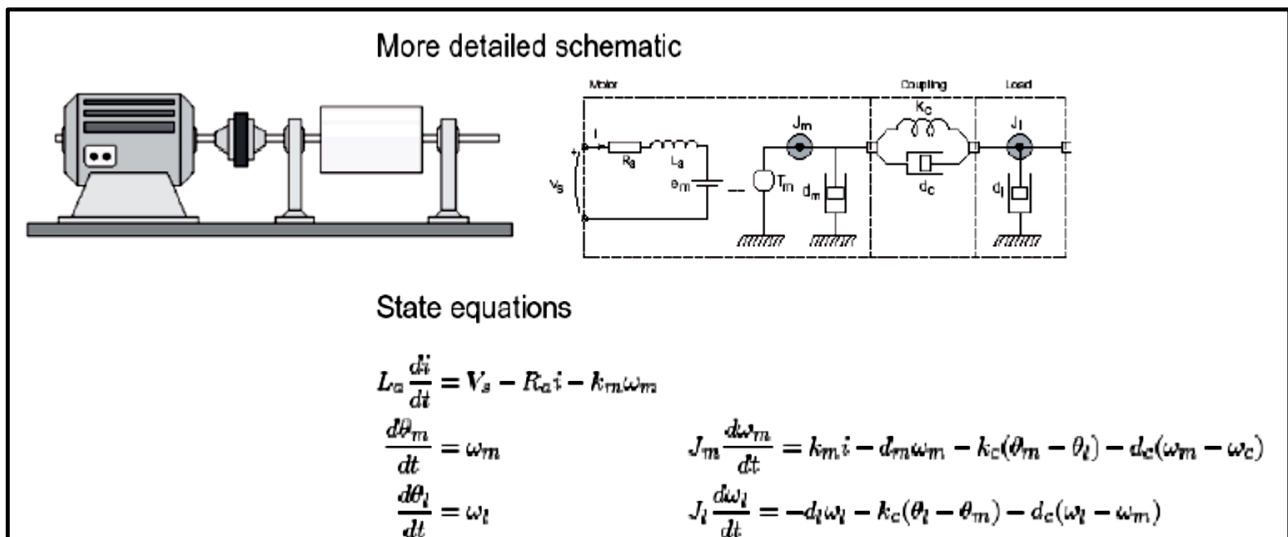 More detailed schematic
Motor
Coupling
Load
k_c
J_m
J_l
i
+
R_a
L_a
V_s
e_m
T_m
d_m
d_c
d_l
-
State equations
L_a di/dt = V_s − R_a i − k_m ω_m
dθ_m/dt = ω_m
J_m dω_m/dt = k_m i − d_m ω_m − k_c(θ_m − θ_l) − d_c(ω_m − ω_c)
dθ_l/dt = ω_l
J_l dω_l/dt = −d_l ω_l − k_c(θ_l − θ_m) − d_c(ω_l − ω_m)